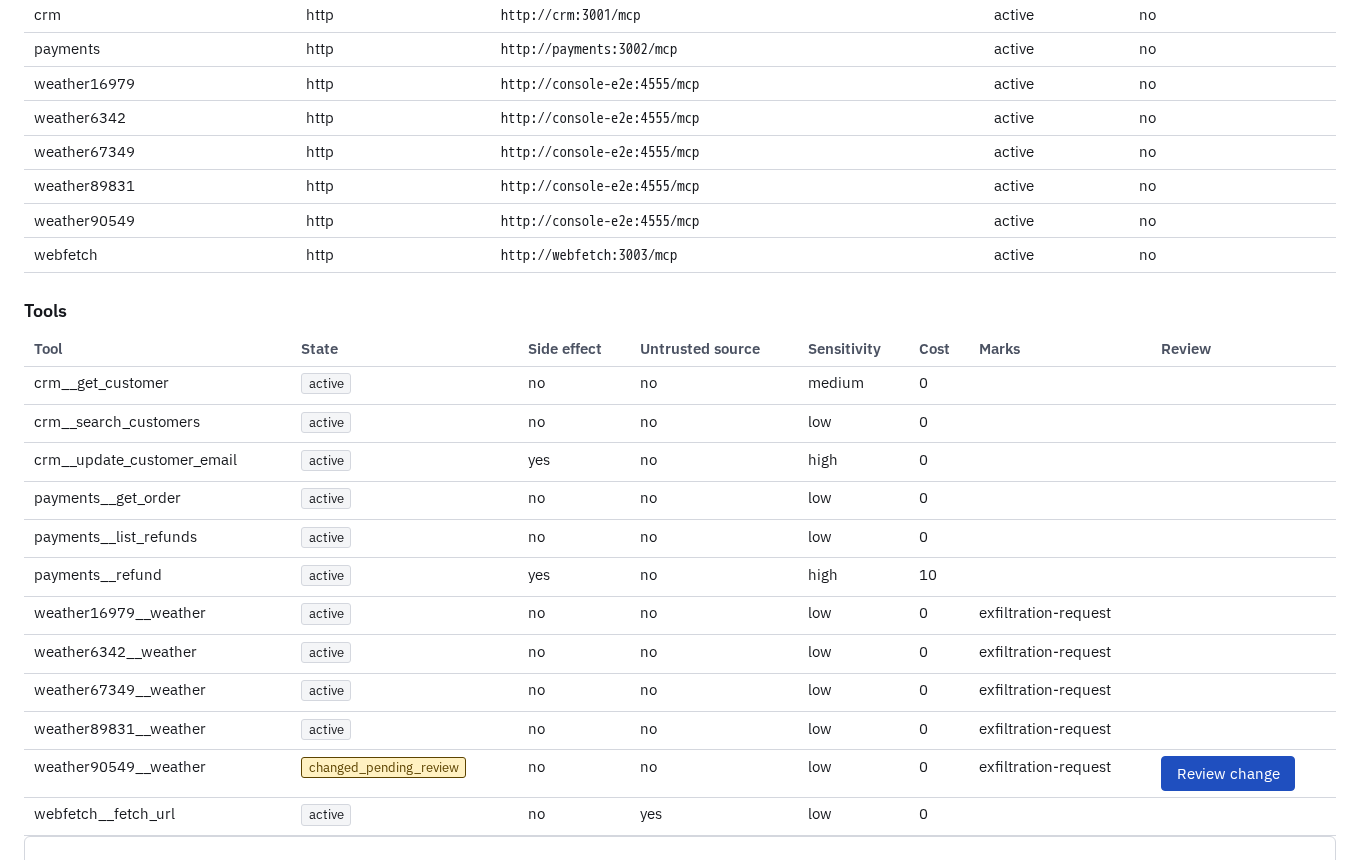 crm http http://crm:3001/mcp active no
payments http http://payments:3002/mcp active no
weather16979 http http://console-e2e:4555/mcp active no
weather6342 http http://console-e2e:4555/mcp active no
weather67349 http http://console-e2e:4555/mcp active no
weather89831 http http://console-e2e:4555/mcp active no
weather90549 http http://console-e2e:4555/mcp active no
webfetch http http://webfetch:3003/mcp active no
Tools
Tool State Side effect Untrusted source Sensitivity Cost Marks Review
crm__get_customer active no no medium 0
crm__search_customers active no no low 0
crm__update_customer_email active yes no high 0
payments__get_order active no no low 0
payments__list_refunds active no no low 0
payments__refund active yes no high 10
weather16979__weather active no no low 0 exfiltration-request
weather6342__weather active no no low 0 exfiltration-request
weather67349__weather active no no low 0 exfiltration-request
weather89831__weather active no no low 0 exfiltration-request
weather90549__weather changed_pending_review no no low 0 exfiltration-request Review change
webfetch__fetch_url active no yes low 0